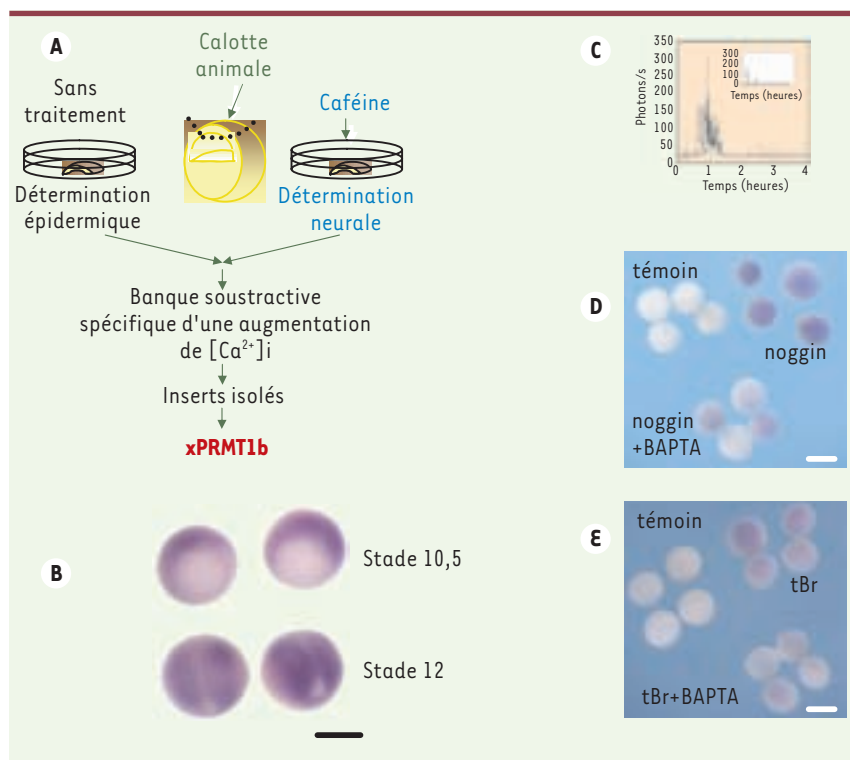 A
Calotte
animale
Sans
traitement
Caféine
Détermination
épidermique
Détermination
neurale
Banque soustractive
spécifique d'une augmentation
de [Ca²⁺]i
Inserts isolés
xPRMT1b
B
Stade 10,5
Stade 12
C
Photons/s
350
300
250
200
150
100
50
0
300
200
100
0
Temps (heures)
0 1 2 3 4
Temps (heures)
D
témoin
noggin
noggin
+BAPTA
E
témoin
tBr
tBr+BAPTA